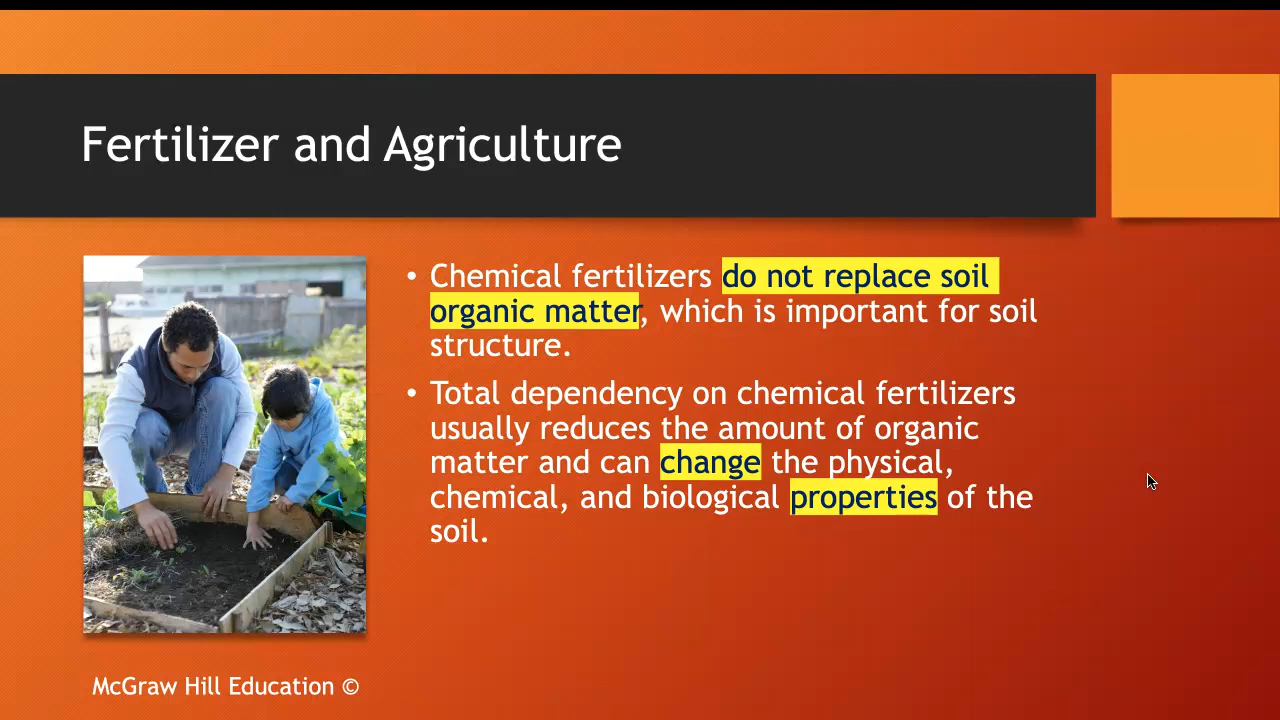 Fertilizer and Agriculture
• Chemical fertilizers do not replace soil
organic matter, which is important for soil
structure.
• Total dependency on chemical fertilizers
usually reduces the amount of organic
matter and can change the physical,
chemical, and biological properties of the
soil.
McGraw Hill Education ©